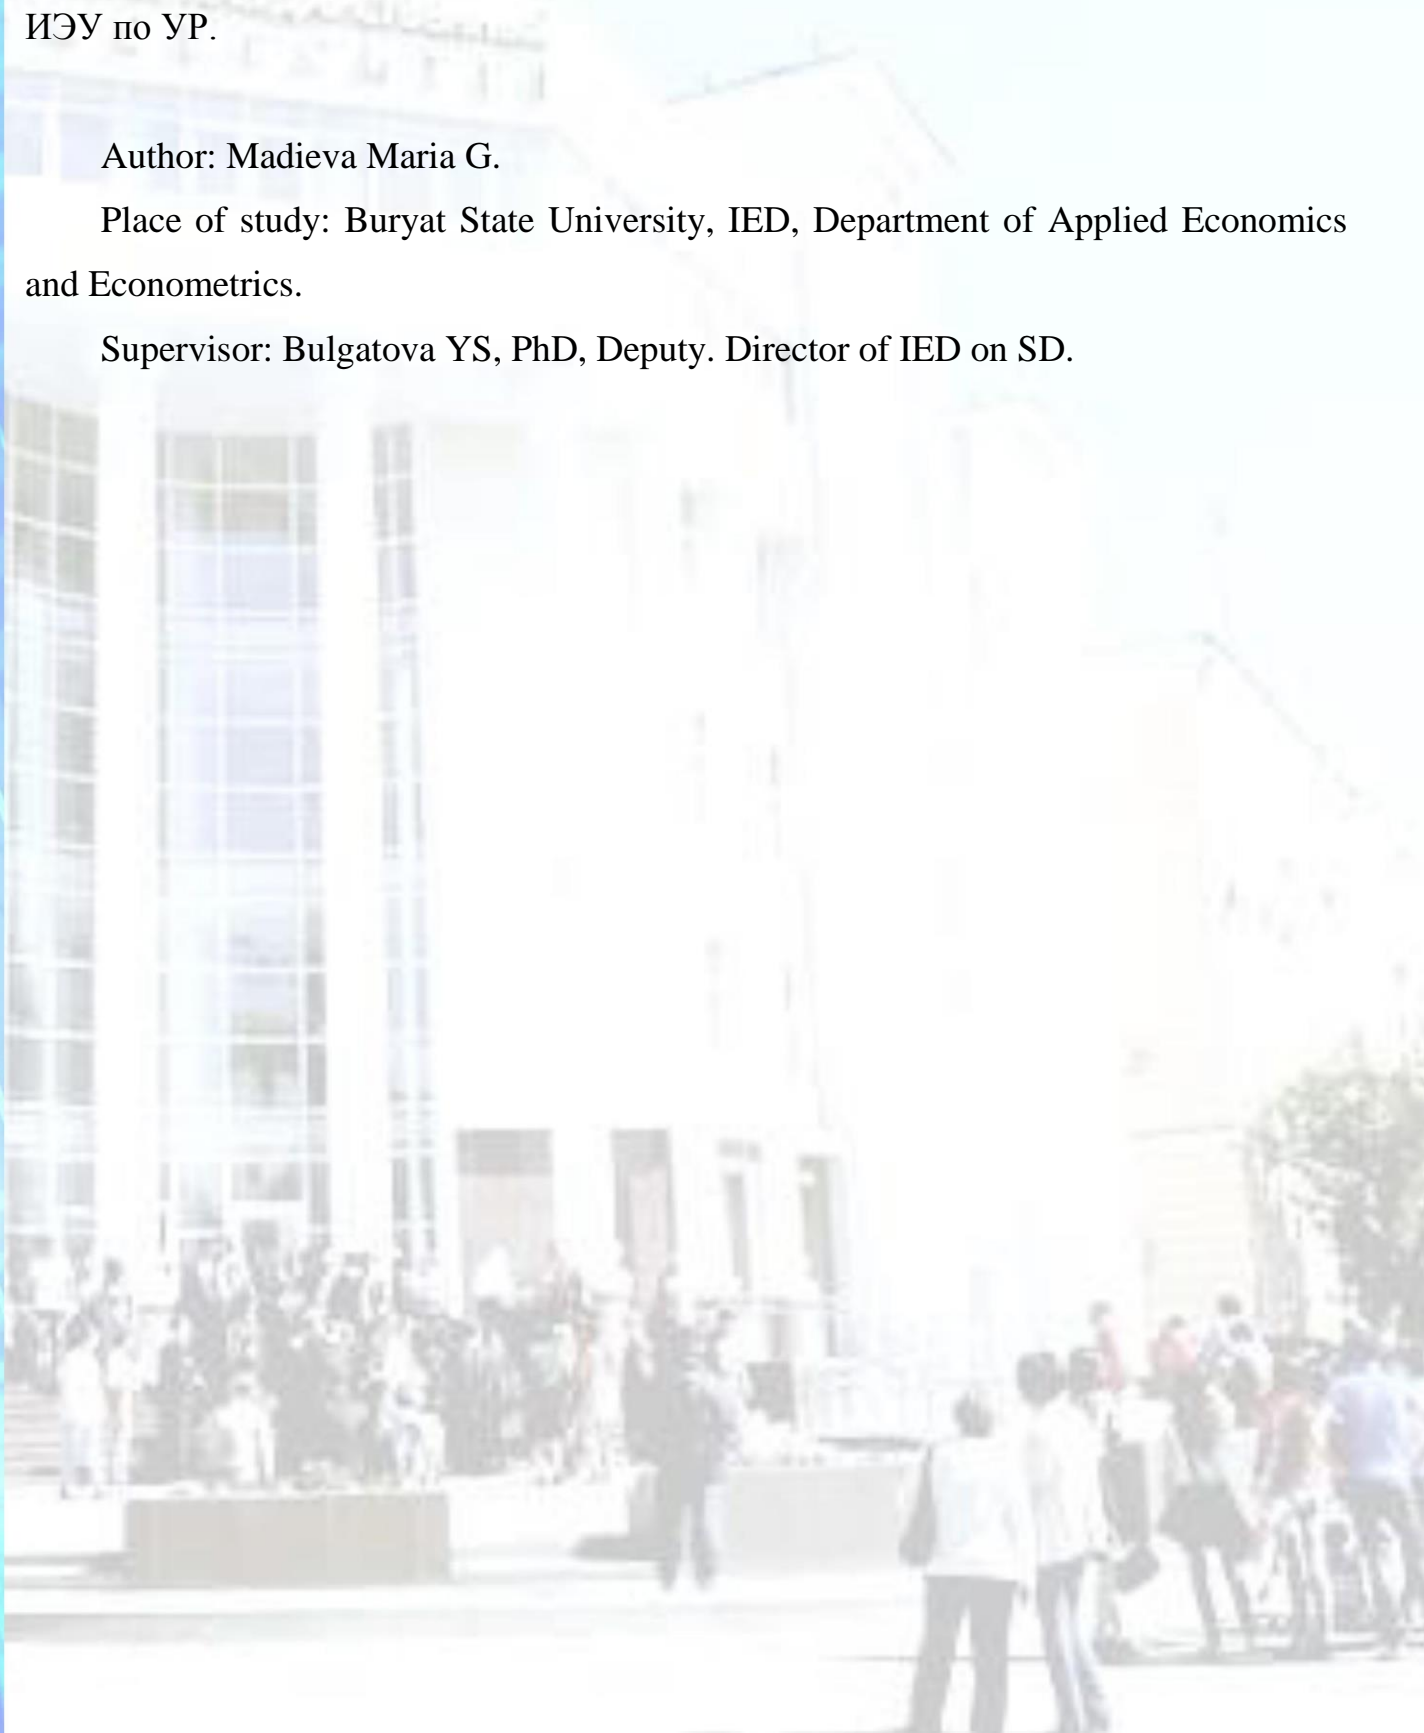 ИЭУ по УР.
Author: Madieva Maria G.
Place of study: Buryat State University, IED, Department of Applied Economics
and Econometrics.
Supervisor: Bulgatova YS, PhD, Deputy. Director of IED on SD.